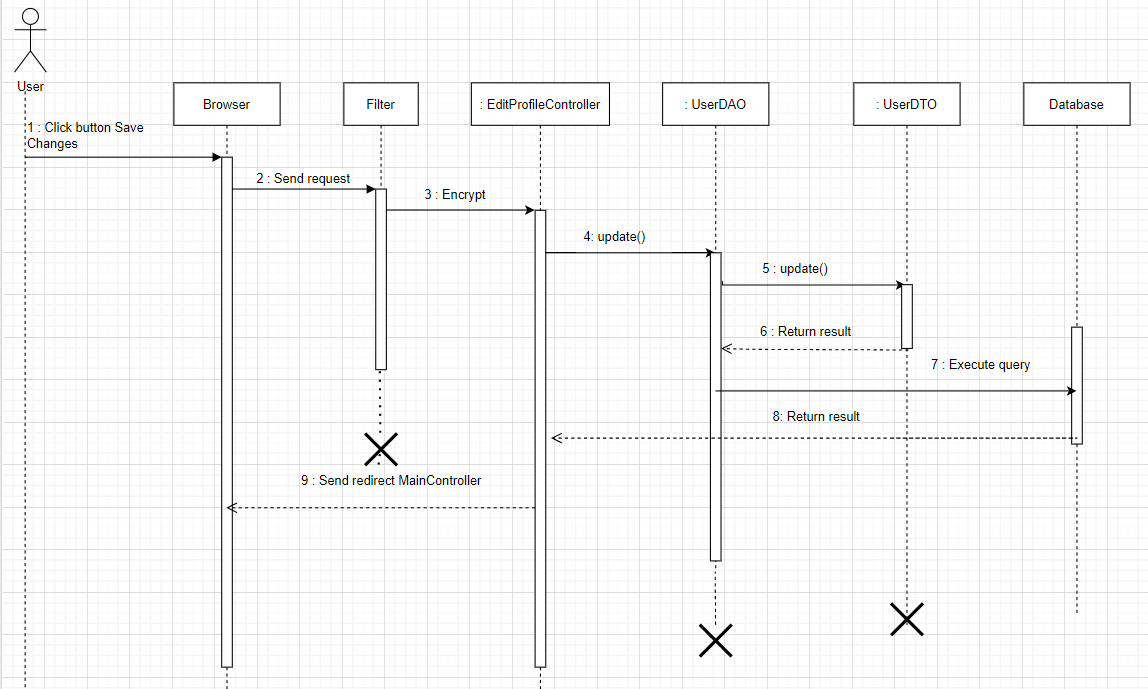 User
Browser
Filter
: EditProfileController
: UserDAO
: UserDTO
Database
1 : Click button Save
Changes
2 : Send request
3 : Encrypt
4: update()
5 : update()
6 : Return result
7 : Execute query
8: Return result
9 : Send redirect MainController